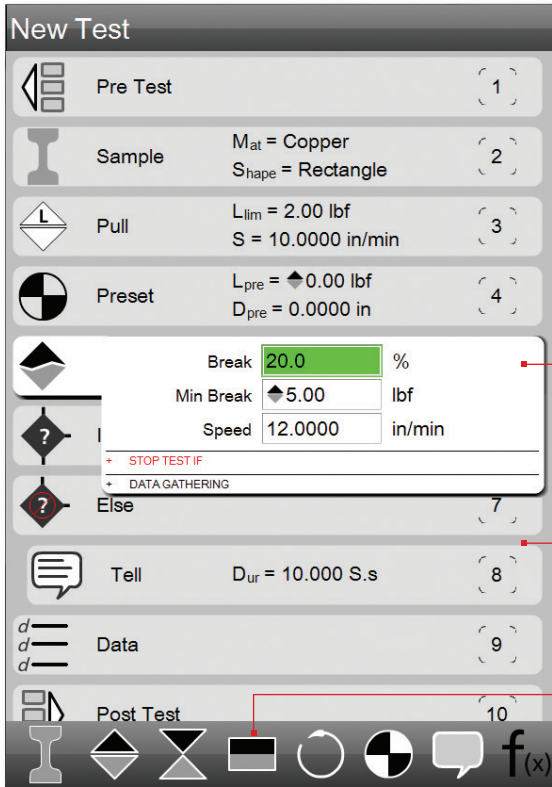 New Test
Pre Test 1
Sample Mat = Copper 2
Shape = Rectangle
L
Pull Llim = 2.00 lbf 3
S = 10.0000 in/min
Preset Lpre = 0.00 lbf 4
Dpre = 0.0000 in
Break 20.0 %
Min Break 5.00 lbf
? I
Speed 12.0000 in/min
+ STOP TEST IF
+ DATA GATHERING
? Else 7
Tell Dur = 10.000 S.s 8
d
d Data 9
d
Post Test 10
f(x)